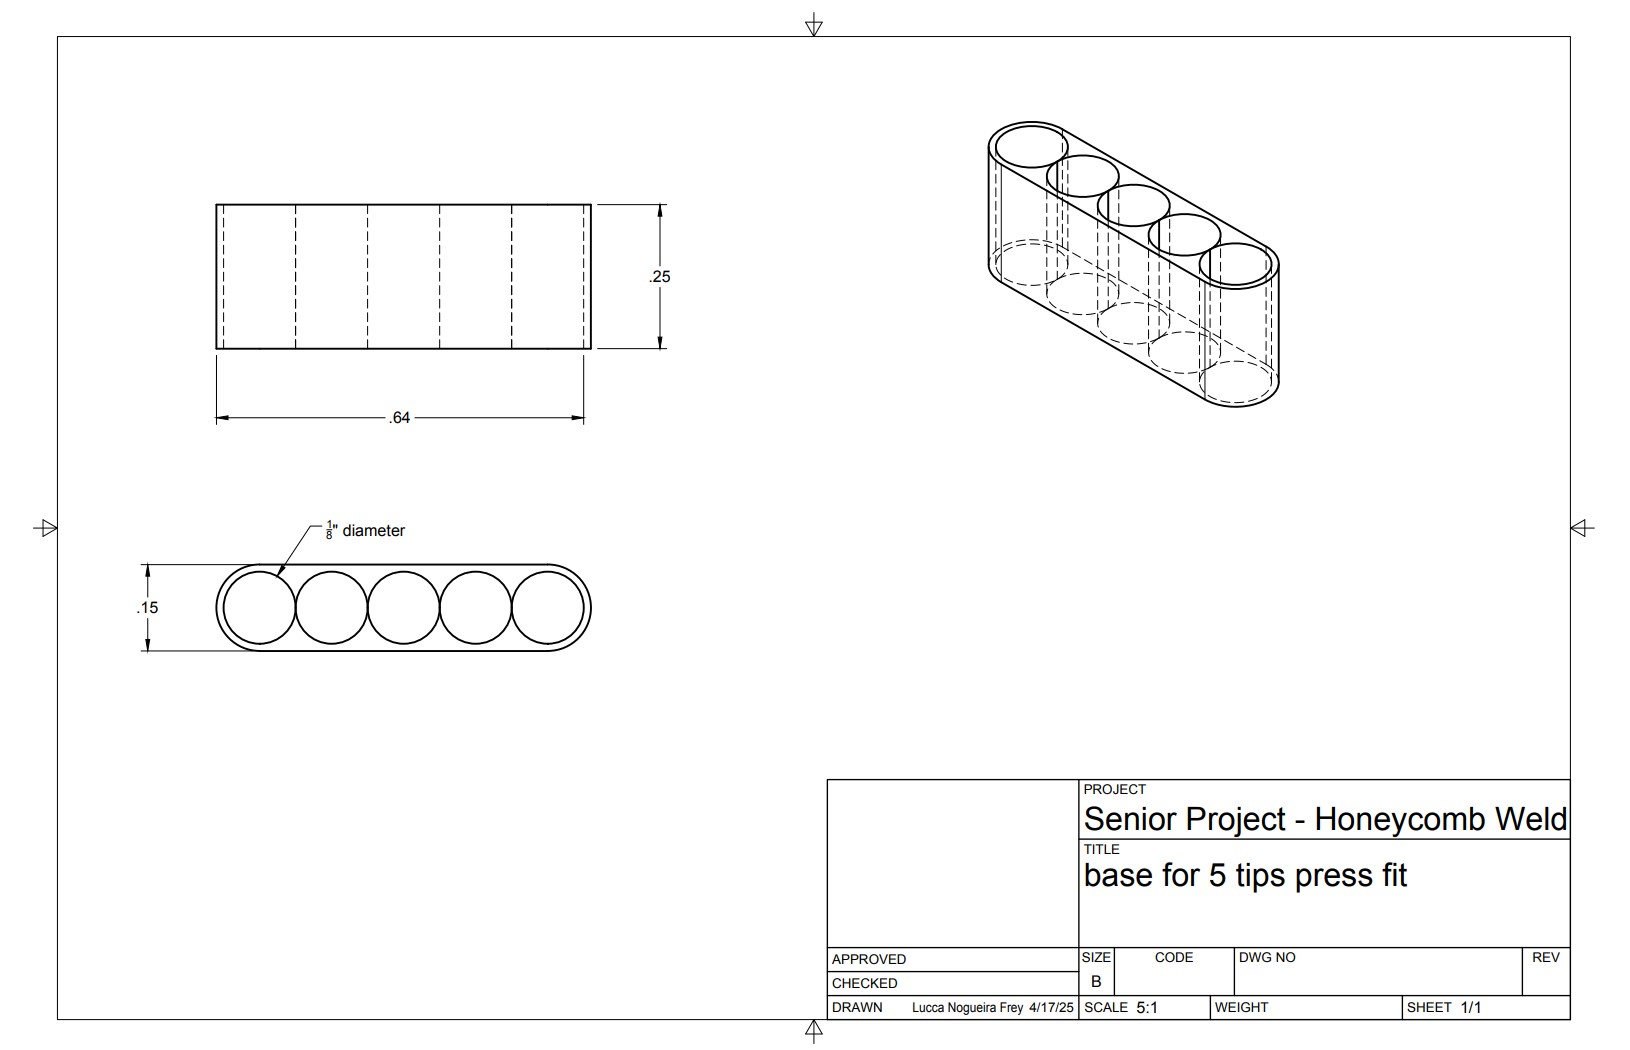 .25
.64
1/8" diameter
.15
PROJECT
Senior Project - Honeycomb Weld
TITLE
base for 5 tips press fit
APPROVED
CHECKED
DRAWN Lucca Nogueira Frey 4/17/25
SIZE CODE DWG NO REV
B
SCALE 5:1 WEIGHT SHEET 1/1